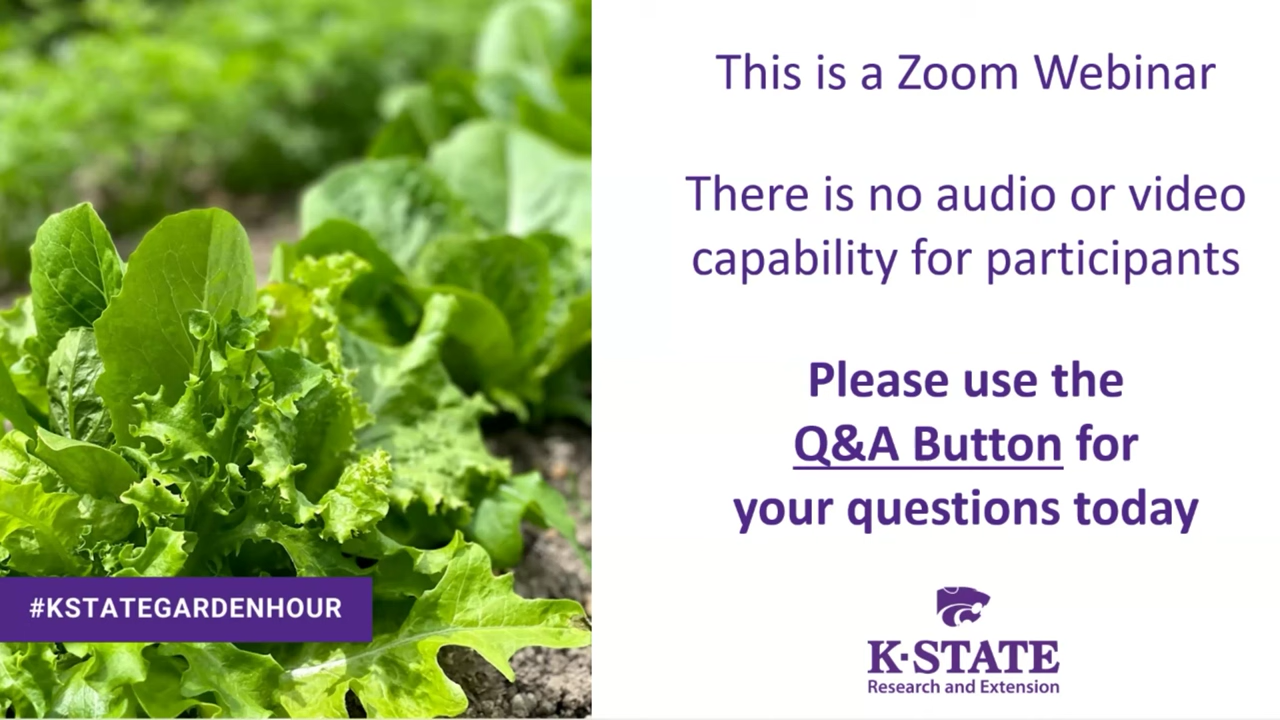 This is a Zoom Webinar
There is no audio or video
capability for participants
Please use the
Q&A Button for
your questions today
#KSTATEGARDENHOUR
K·STATE
Research and Extension